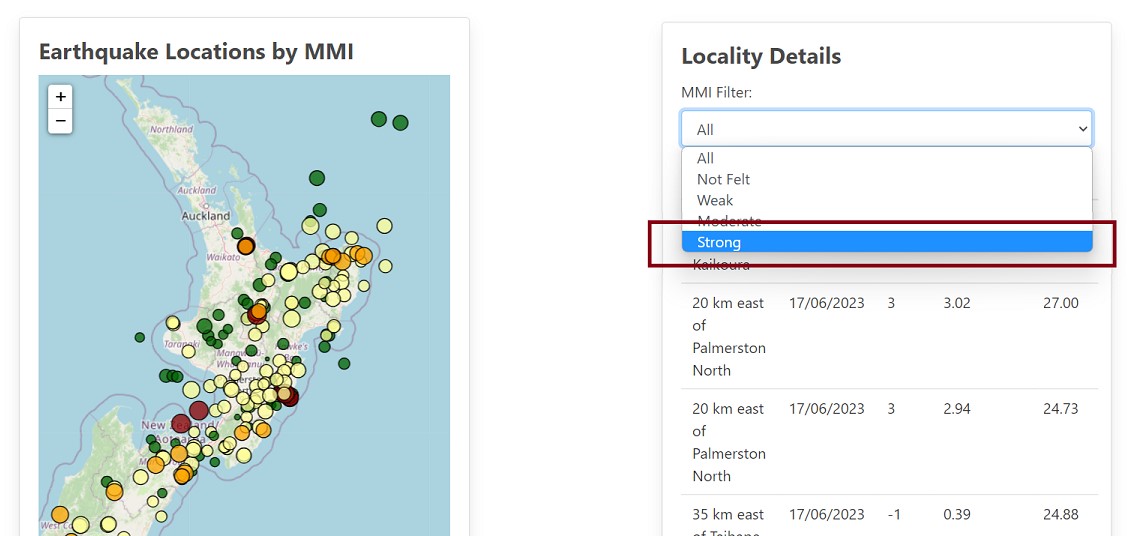 Earthquake Locations by MMI
+
−
Northland
Auckland
Auckland
Waikato
Taranaki
New Zealand/
Aotearoa
West Co
Locality Details
MMI Filter:
All
All
Not Felt
Weak
Moderate
Strong
Kaikoura
20 km east 17/06/2023 3 3.02 27.00
of
Palmerston
North
20 km east 17/06/2023 3 2.94 24.73
of
Palmerston
North
35 km east 17/06/2023 -1 0.39 24.88
of Taihape